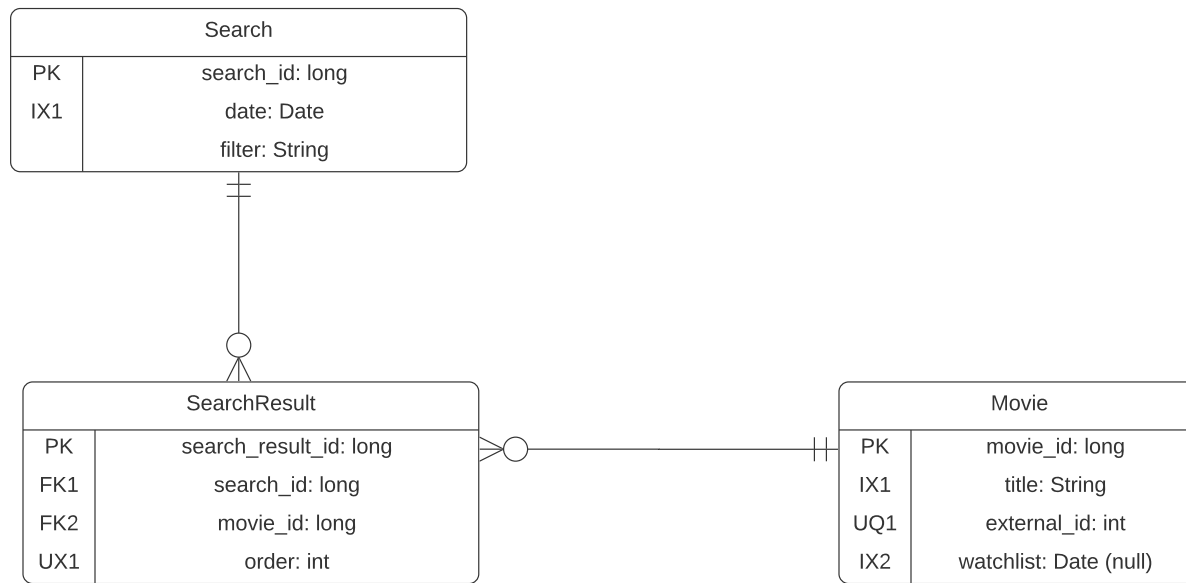 Search
PK search_id: long
IX1 date: Date
filter: String
SearchResult
PK search_result_id: long
FK1 search_id: long
FK2 movie_id: long
UX1 order: int
Movie
PK movie_id: long
IX1 title: String
UQ1 external_id: int
IX2 watchlist: Date (null)